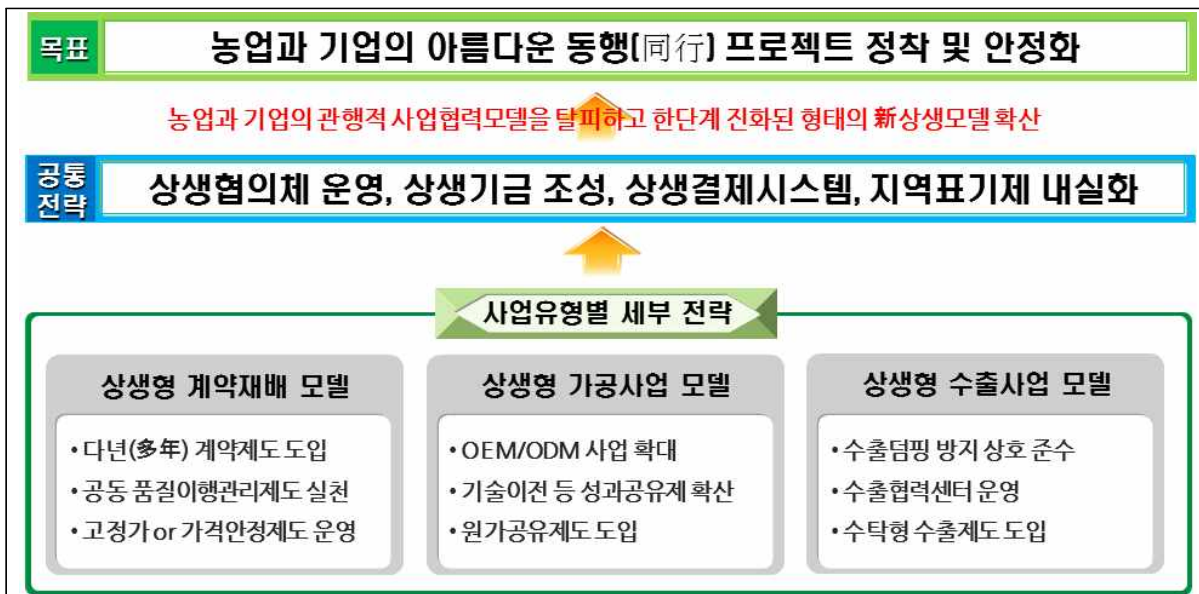 목표
농업과 기업의 아름다운 동행(同行) 프로젝트 정착 및 안정화
농업과 기업의 관행적 사업협력모델을 탈피하고 한단계 진화된 형태의 新상생모델 확산
공통
전략
상생협의체 운영, 상생기금 조성, 상생결제시스템, 지역표기제 내실화
사업유형별 세부 전략
상생형 계약재배 모델
• 다년(多年) 계약제도 도입
• 공동 품질이행관리제도 실천
• 고정가 or 가격안정제도 운영
상생형 가공사업 모델
• OEM/ODM 사업 확대
• 기술이전 등 성과공유제 확산
• 원가공유제도 도입
상생형 수출사업 모델
• 수출덤핑 방지 상호 준수
• 수출협력센터 운영
• 수탁형 수출제도 도입